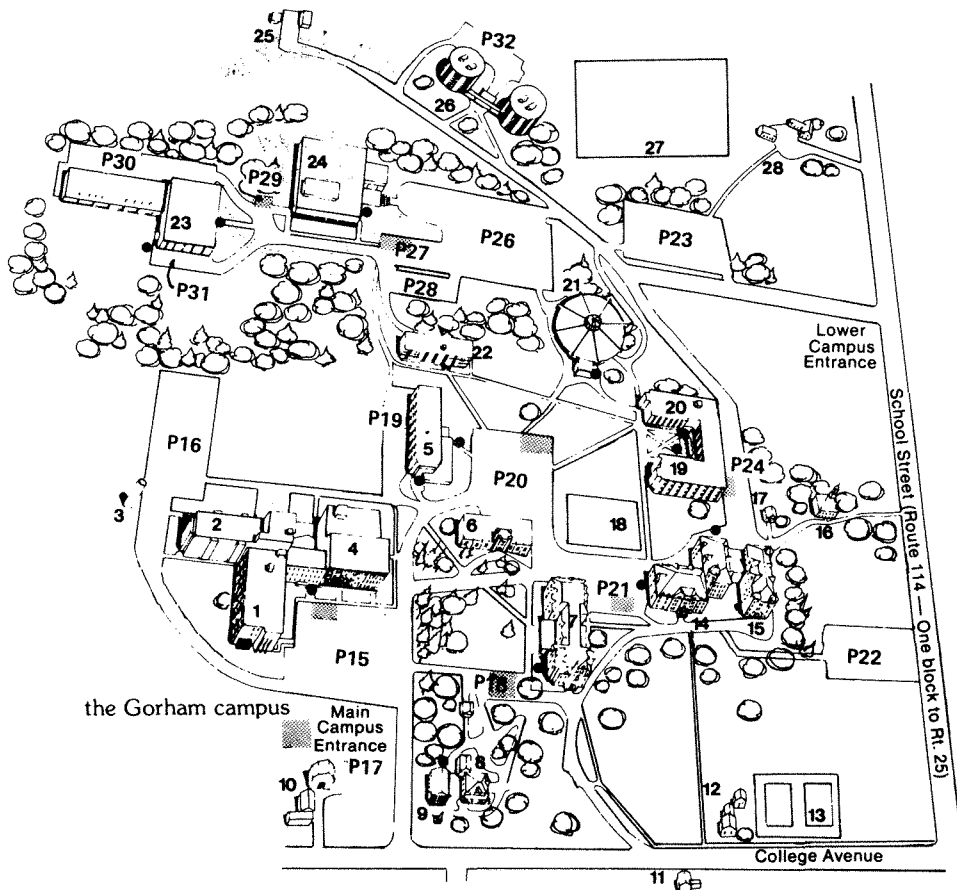 25
P32
26
27
28
P30
P29
24
23
P31
P27
P26
P28
P23
21
22
Lower
Campus
Entrance
School Street (Route 114 — One block to Rt. 25)
P16
P19
5
20
19
P24
P20
17
16
3
2
4
6
18
1
P21
14
15
P15
P22
the Gorham campus
Main
Campus
Entrance
P17
10
8
9
12
13
College Avenue
11